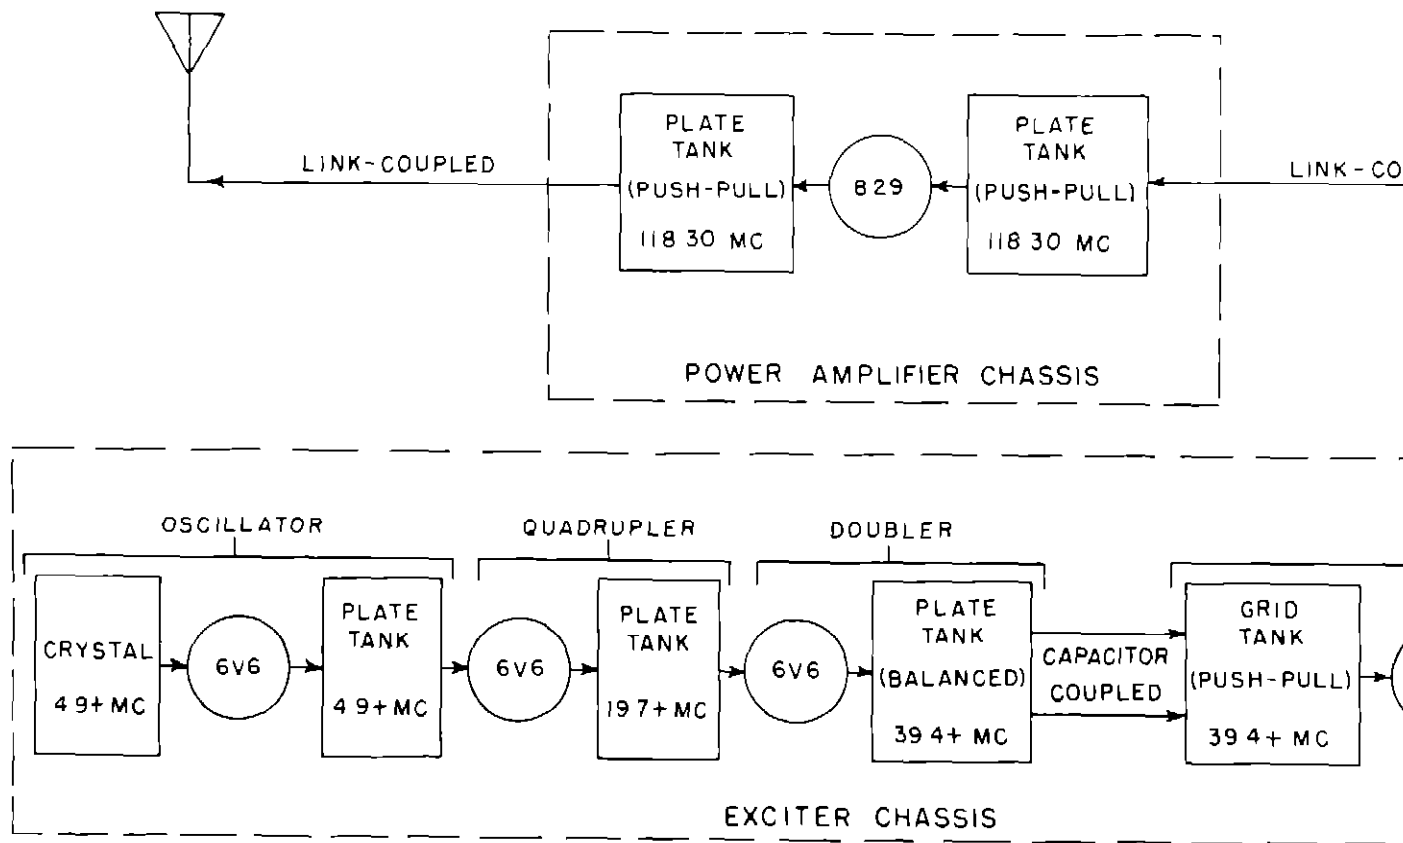 LINK-COUPLED
PLATE
TANK
(PUSH-PULL)
118 30 MC
829
PLATE
TANK
(PUSH-PULL)
118 30 MC
LINK-CO
POWER AMPLIFIER CHASSIS
OSCILLATOR
QUADRUPLER
DOUBLER
CRYSTAL
4 9+ MC
6V6
PLATE
TANK
4 9+ MC
6V6
PLATE
TANK
19 7+ MC
6V6
PLATE
TANK
(BALANCED)
39 4+ MC
CAPACITOR
COUPLED
GRID
TANK
(PUSH-PULL)
39 4+ MC
EXCITER CHASSIS